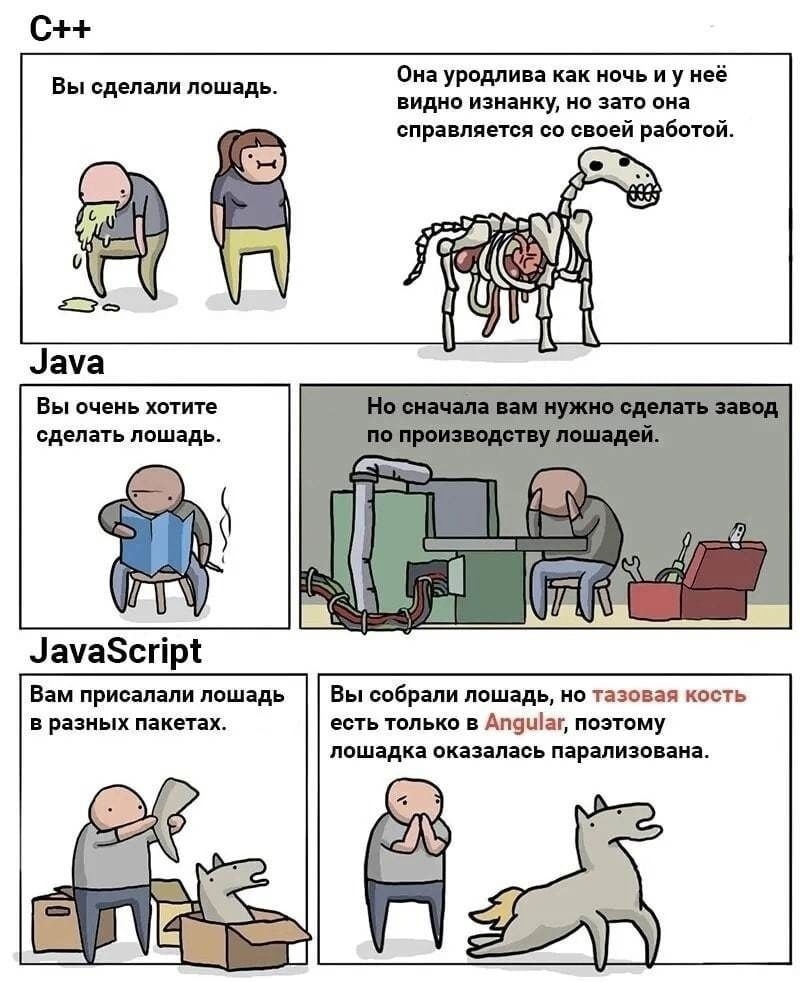 C++
Вы сделали лошадь.
Она уродлива как ночь и у неё
видно изнанку, но зато она
справляется со своей работой.
Java
Вы очень хотите
сделать лошадь.
Но сначала вам нужно сделать завод
по производству лошадей.
JavaScript
Вам присалали лошадь
в разных пакетах.
Вы собрали лошадь, но тазовая кость
есть только в Angular, поэтому
лошадка оказалась парализована.